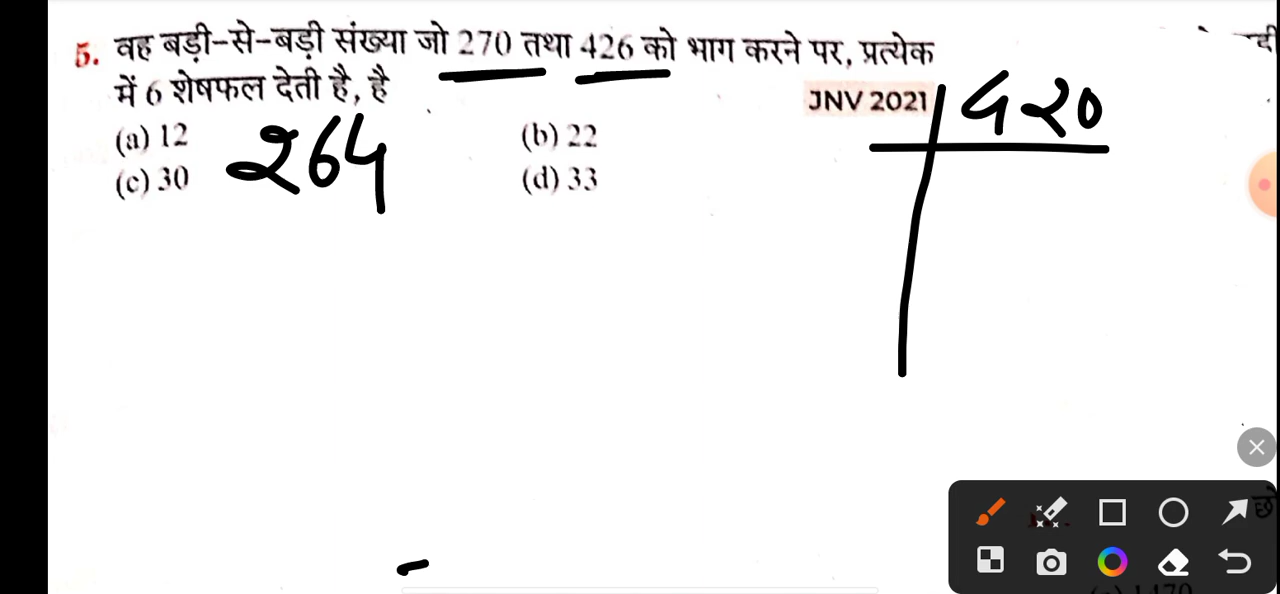 5. वह बड़ी-से-बड़ी संख्या जो 270 तथा 426 को भाग करने पर, प्रत्येक
में 6 शेषफल देती है, है
JNV 2021
(a) 12 (b) 22
(c) 30 (d) 33
264
420